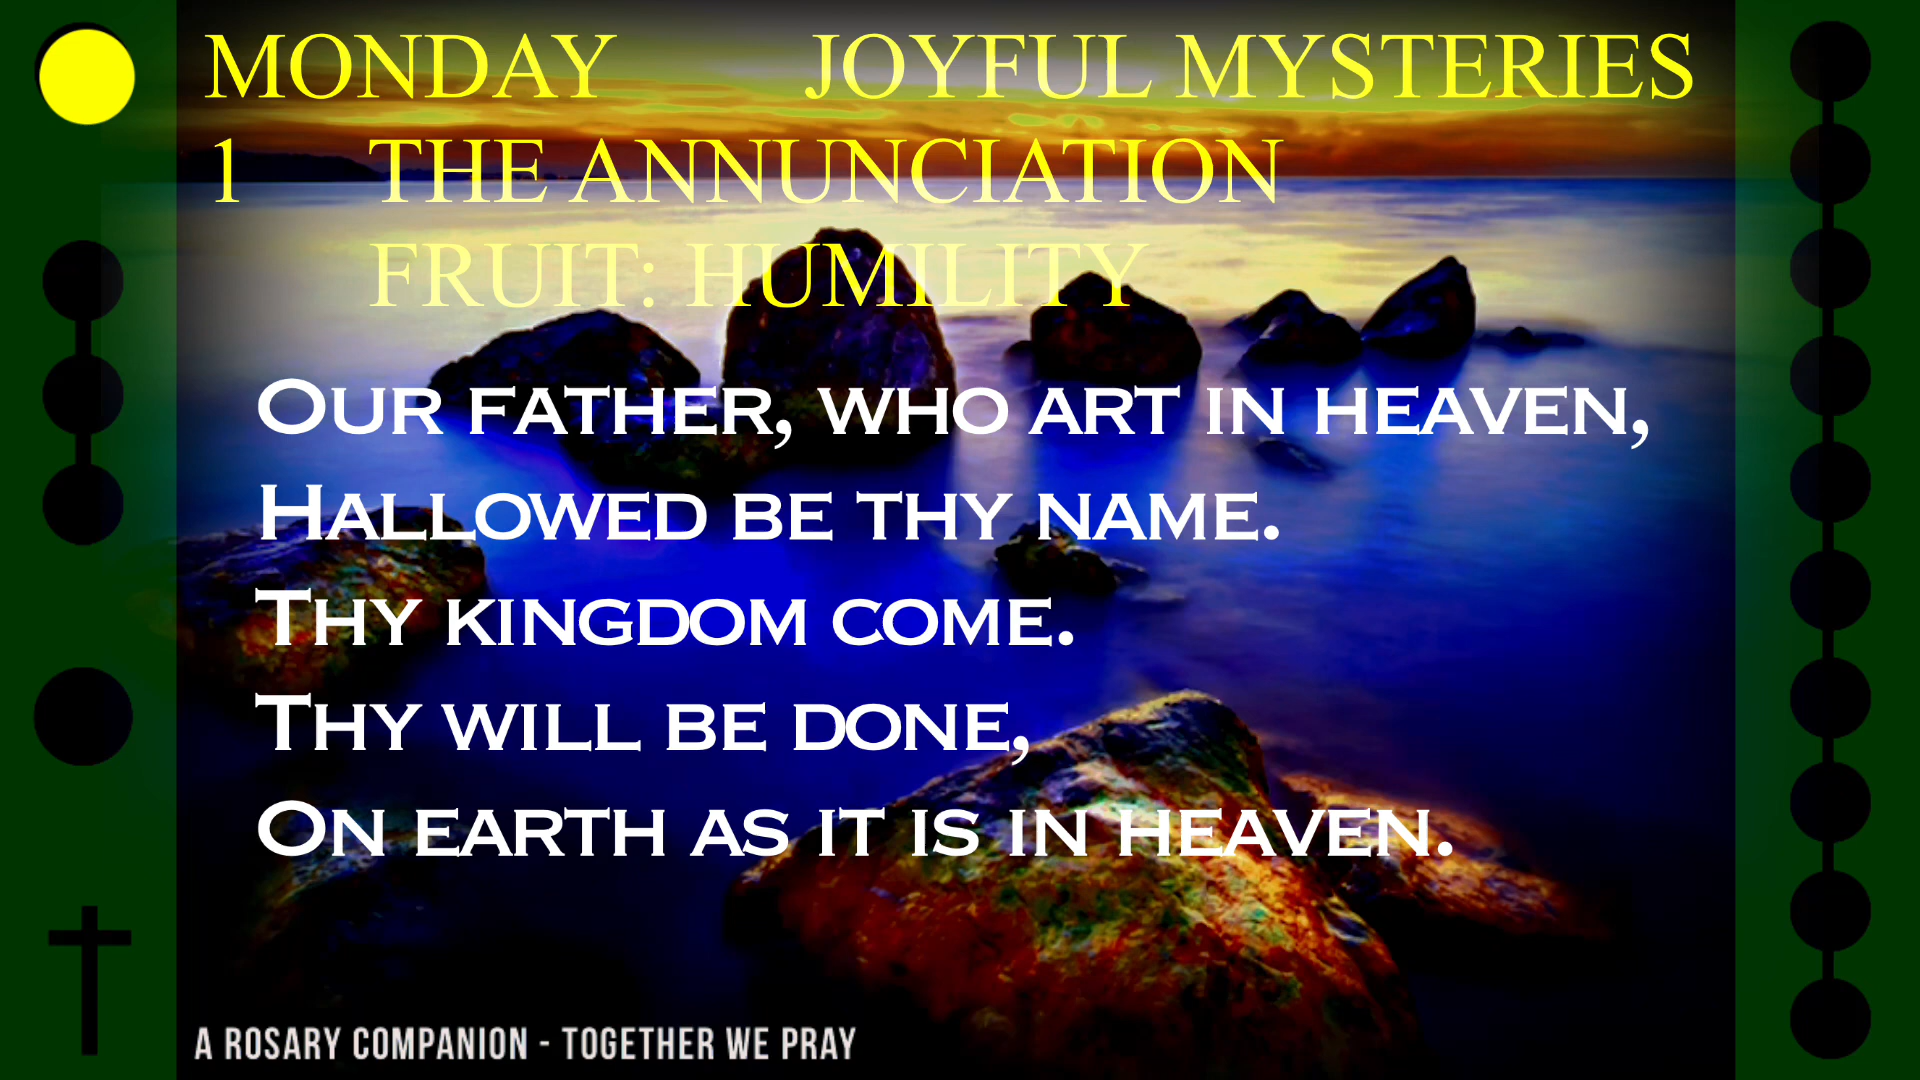 MONDAY JOYFUL MYSTERIES
1 THE ANNUNCIATION
FRUIT: HUMILITY
OUR FATHER, WHO ART IN HEAVEN,
HALLOWED BE THY NAME.
THY KINGDOM COME.
THY WILL BE DONE,
ON EARTH AS IT IS IN HEAVEN.
A ROSARY COMPANION - TOGETHER WE PRAY